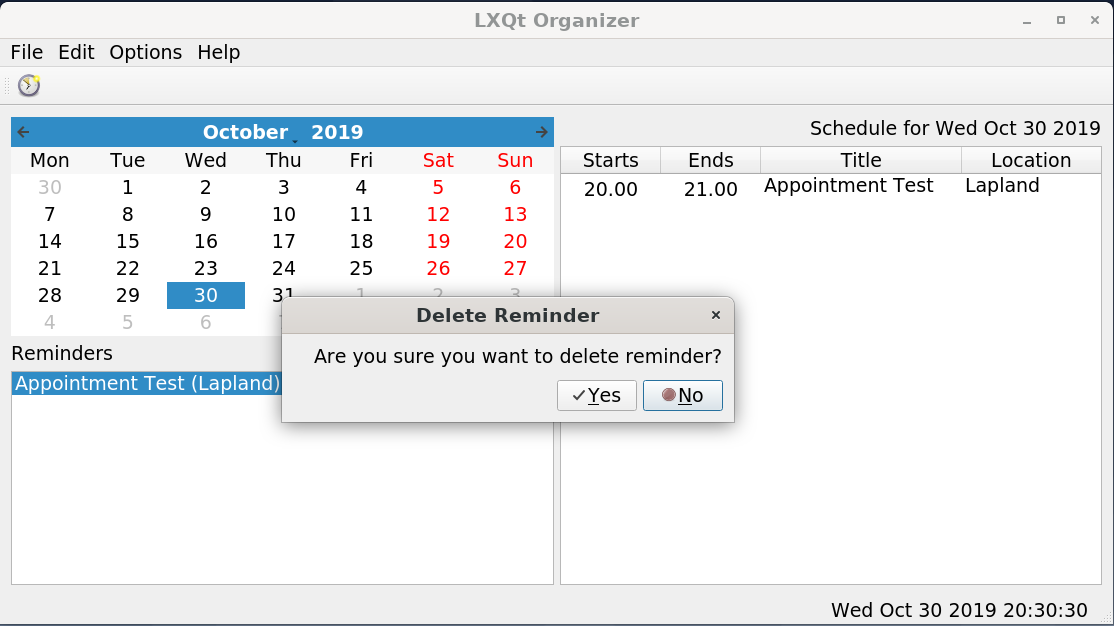 LXQt Organizer
File Edit Options Help
October 2019
Mon Tue Wed Thu Fri Sat Sun
30 1 2 3 4 5 6
7 8 9 10 11 12 13
14 15 16 17 18 19 20
21 22 23 24 25 26 27
28 29 30 31 1 2 3
4 5 6
Reminders
Appointment Test (Lapland)
Schedule for Wed Oct 30 2019
Starts Ends Title Location
20.00 21.00 Appointment Test Lapland
Delete Reminder
Are you sure you want to delete reminder?
Yes No
Wed Oct 30 2019 20:30:30